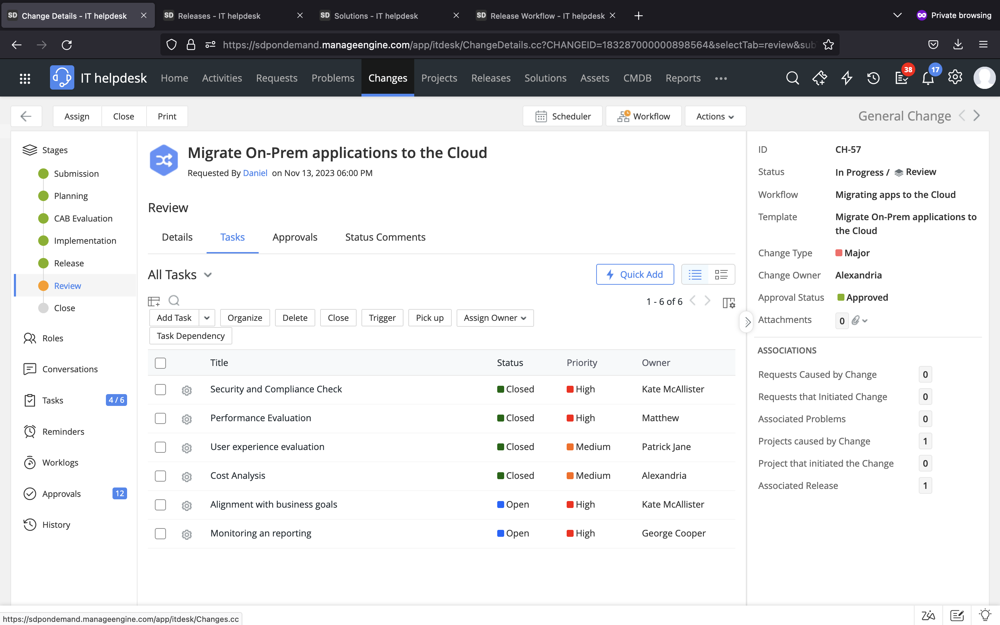 SD Change Details - IT helpdesk
SD Releases - IT helpdesk
SD Solutions - IT helpdesk
SD Release Workflow - IT helpdesk
Private browsing
https://sdpondemand.manageengine.com/app/itdesk/ChangeDetails.cc?CHANGEID=183287000000898564&selectTab=review&sub
IT helpdesk Home Activities Requests Problems Changes Projects Releases Solutions Assets CMDB Reports 38 17
Assign Close Print Scheduler Workflow Actions General Change
Stages
Submission
Planning
CAB Evaluation
Implementation
Release
Review
Close
Roles
Conversations
Tasks 4 / 6
Reminders
Worklogs
Approvals 12
History
Migrate On-Prem applications to the Cloud
Requested By Daniel on Nov 13, 2023 06:00 PM
Review
Details Tasks Approvals Status Comments
All Tasks Quick Add
1 - 6 of 6
Add Task Organize Delete Close Trigger Pick up Assign Owner
Task Dependency
Title Status Priority Owner
Security and Compliance Check Closed High Kate McAllister
Performance Evaluation Closed High Matthew
User experience evaluation Closed Medium Patrick Jane
Cost Analysis Closed Medium Alexandria
Alignment with business goals Open High Kate McAllister
Monitoring an reporting Open High George Cooper
ID CH-57
Status In Progress / Review
Workflow Migrating apps to the Cloud
Template Migrate On-Prem applications to
the Cloud
Change Type Major
Change Owner Alexandria
Approval Status Approved
Attachments 0
ASSOCIATIONS
Requests Caused by Change 0
Requests that Initiated Change 0
Associated Problems 0
Projects caused by Change 1
Project that initiated the Change 0
Associated Release 1
https://sdpondemand.manageengine.com/app/itdesk/Changes.cc